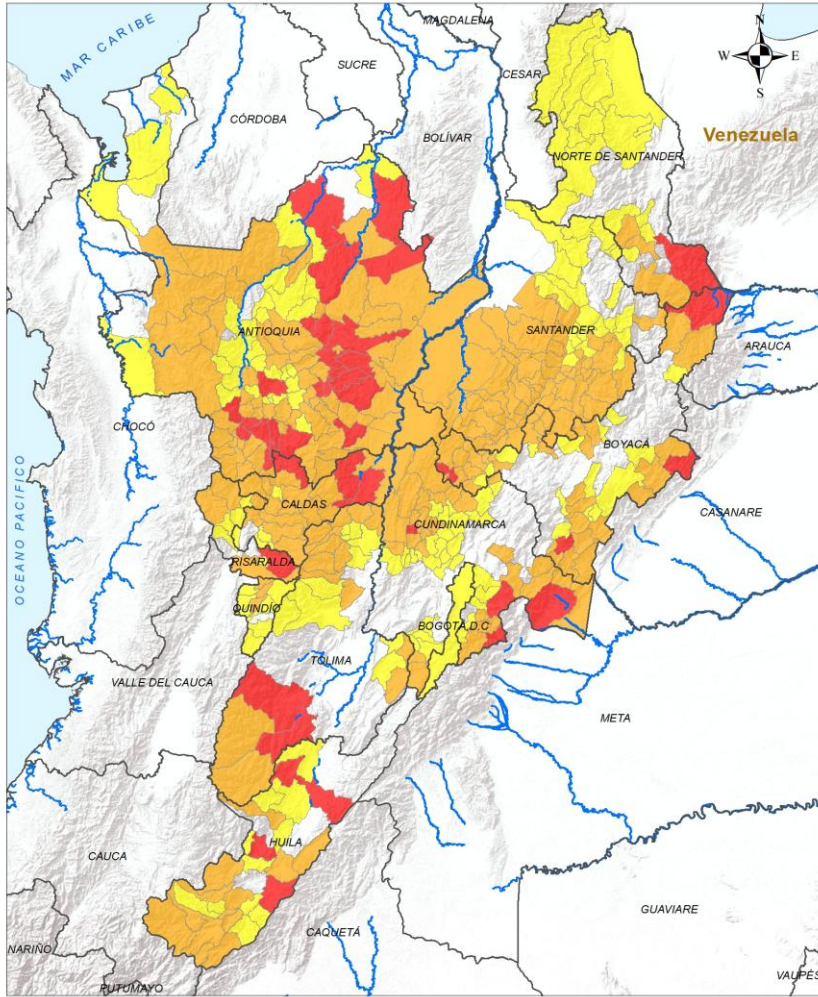 MAGDALENA
N
MAR CARIBE
SUCRE
CESAR
W
E
S
CÓRDOBA
BOLÍVAR
Venezuela
NORTE DE SANTANDER
ANTIOQUIA
SANTANDER
ARAUCA
CHOCÓ
BOYACÁ
OCEANO PACIFICO
CALDAS
CUNDINAMARCA
CASANARE
RISARALDA
QUINDÍO
BOGOTÁ D.C
TOLIMA
VALLE DEL CAUCA
META
HUILA
CAUCA
GUAVIARE
CAQUETÁ
NARIÑO
PUTUMAYO
VAUPÉS